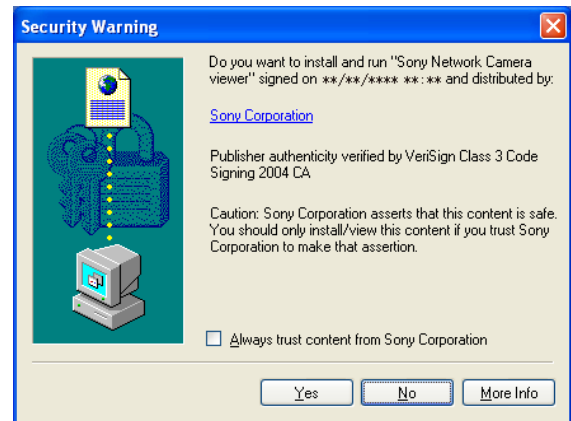 Security Warning
Do you want to install and run "Sony Network Camera
viewer" signed on **/**/**** **:** and distributed by:
Sony Corporation
Publisher authenticity verified by VeriSign Class 3 Code
Signing 2004 CA
Caution: Sony Corporation asserts that this content is safe.
You should only install/view this content if you trust Sony
Corporation to make that assertion.
Always trust content from Sony Corporation
Yes No More Info